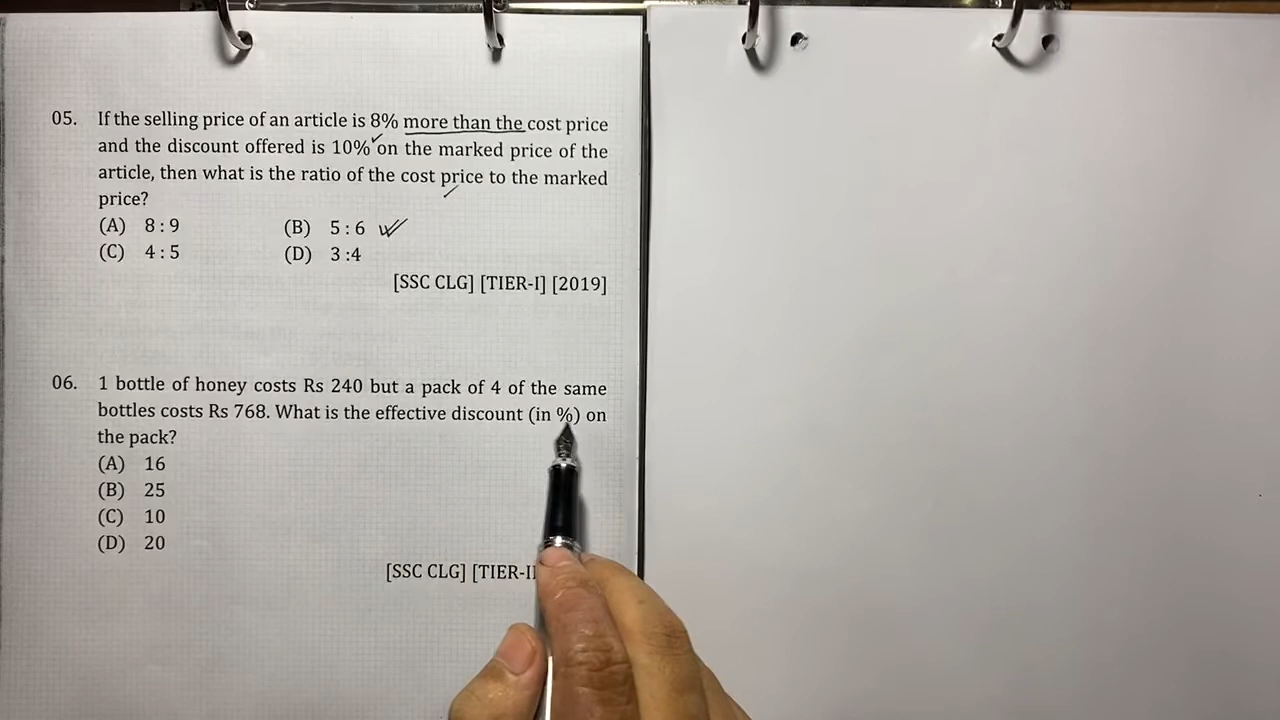 05. If the selling price of an article is 8% more than the cost price
and the discount offered is 10% on the marked price of the
article, then what is the ratio of the cost price to the marked
price?
(A) 8 : 9 (B) 5 : 6
(C) 4 : 5 (D) 3 :4
[SSC CLG] [TIER-I] [2019]
06. 1 bottle of honey costs Rs 240 but a pack of 4 of the same
bottles costs Rs 768. What is the effective discount (in %) on
the pack?
(A) 16
(B) 25
(C) 10
(D) 20
[SSC CLG]